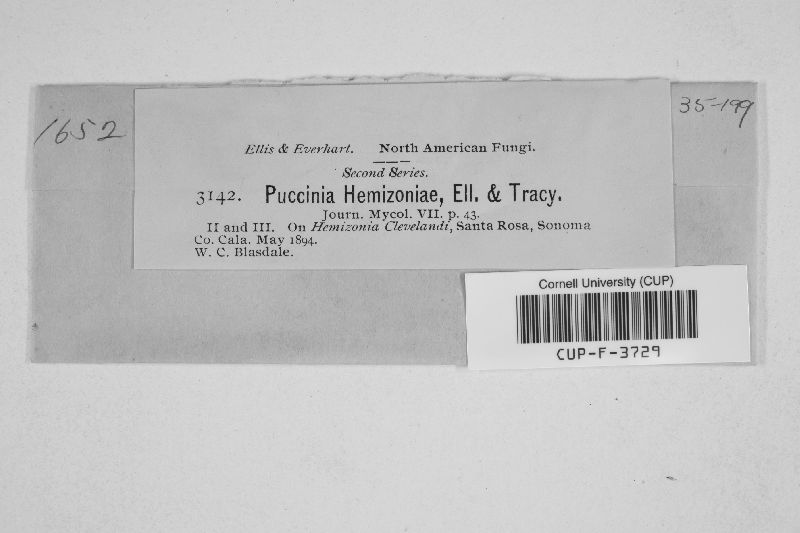 1652
35-199
Ellis & Everhart. North American Fungi.
Second Series.
3142. Puccinia Hemizoniae, Ell. & Tracy.
Journ. Mycol. VII. p. 43.
II and III. On Hemizonia Clevelandi, Santa Rosa, Sonoma
Co. Cala. May 1894.
W. C. Blasdale.
Cornell University (CUP)
CUP-F-3729